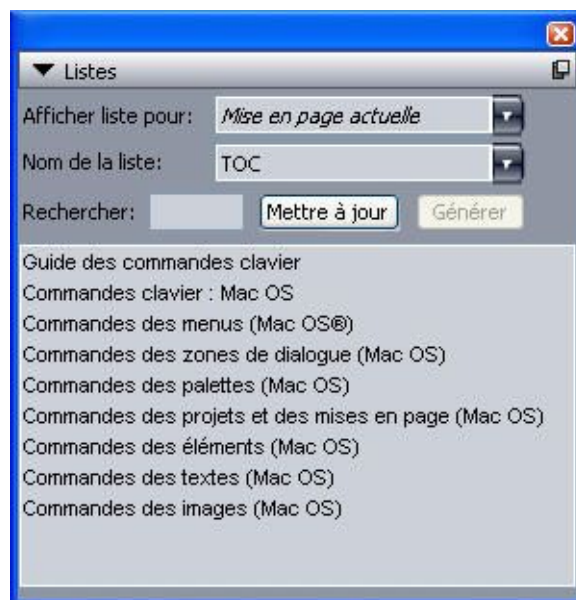 Listes
Afficher liste pour: Mise en page actuelle
Nom de la liste: TOC
Rechercher: Mettre à jour Générer
Guide des commandes clavier
Commandes clavier : Mac OS
Commandes des menus (Mac OS®)
Commandes des zones de dialogue (Mac OS)
Commandes des palettes (Mac OS)
Commandes des projets et des mises en page (Mac OS)
Commandes des éléments (Mac OS)
Commandes des textes (Mac OS)
Commandes des images (Mac OS)